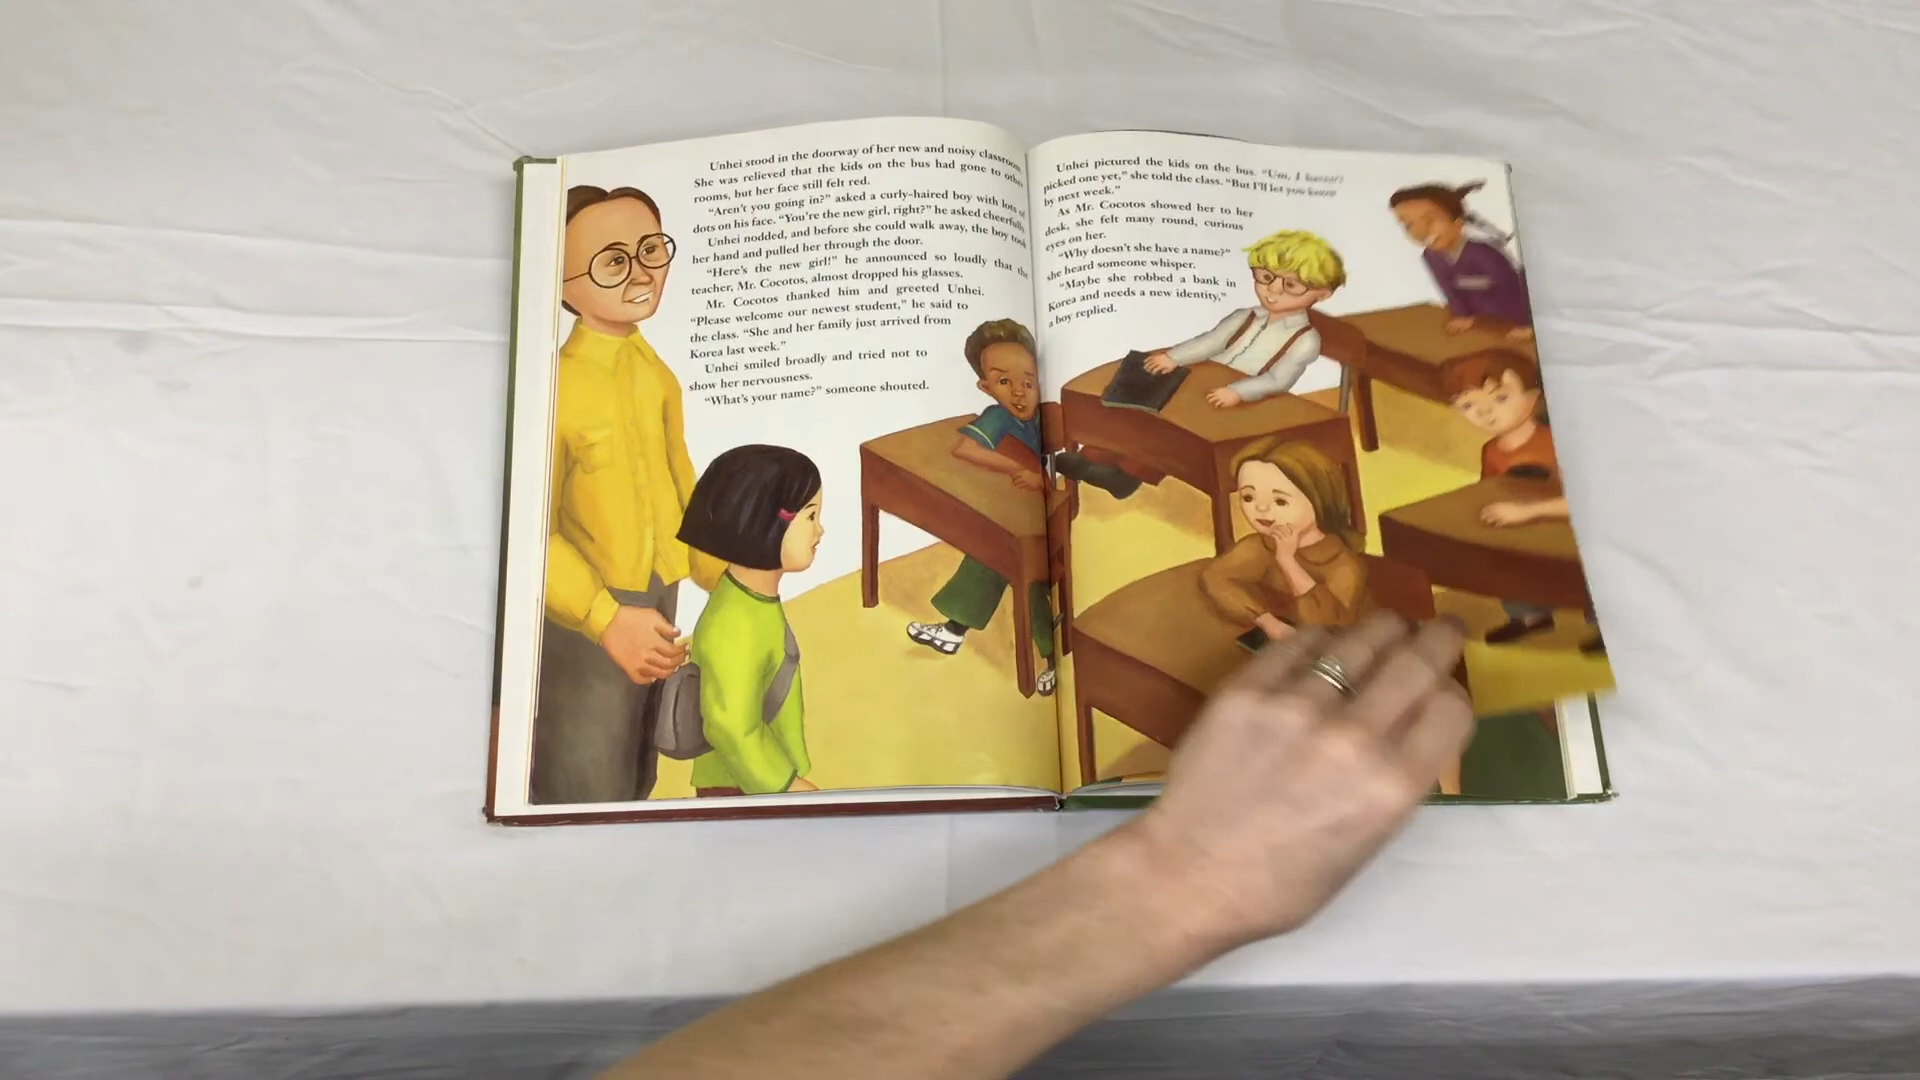 Unhei stood in the doorway of her new and noisy classroom.
She was relieved that the kids on the bus had gone to other
rooms, but her face still felt red.
“Aren’t you going in?” asked a curly-haired boy with lots of
dots on his face. “You’re the new girl, right?” he asked cheerfully.
Unhei nodded, and before she could walk away, the boy took
her hand and pulled her through the door.
“Here’s the new girl!” he announced so loudly that the
teacher, Mr. Cocotos, almost dropped his glasses.
Mr. Cocotos thanked him and greeted Unhei.
“Please welcome our newest student,” he said to
the class. “She and her family just arrived from
Korea last week.”
Unhei smiled broadly and tried not to
show her nervousness.
“What’s your name?” someone shouted.
Unhei pictured the kids on the bus. “Um, I haven’t
picked one yet,” she told the class. “But I’ll let you know
by next week.”
As Mr. Cocotos showed her to her
desk, she felt many round, curious
eyes on her.
“Why doesn’t she have a name?”
she heard someone whisper.
“Maybe she robbed a bank in
Korea and needs a new identity,”
a boy replied.